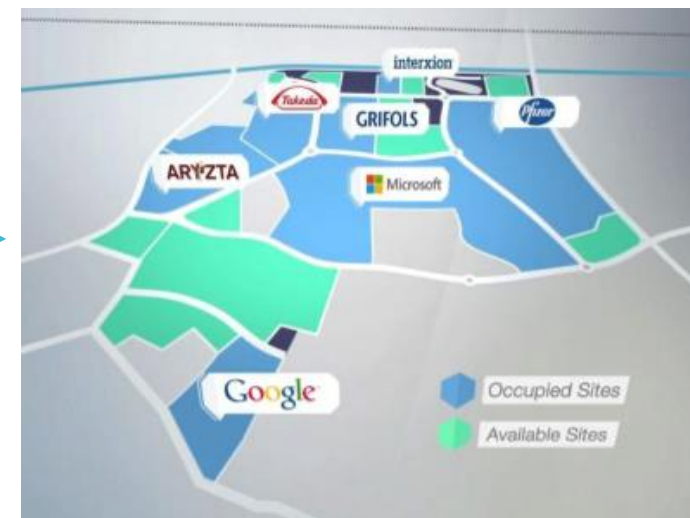 interxion
Takeda
GRIFOLS
Pfizer
ARYZTA
Microsoft
Google
Occupied Sites
Available Sites